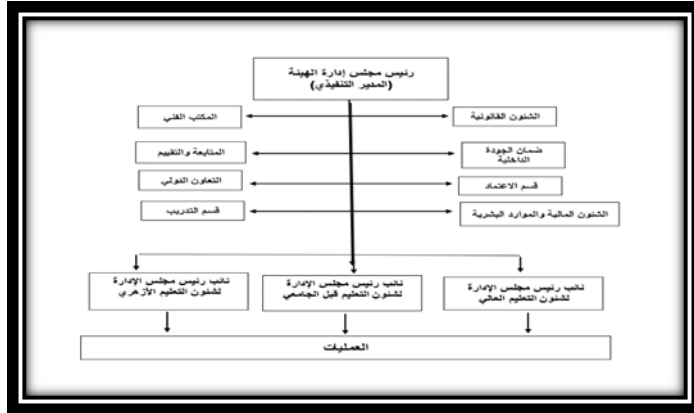 رئيس مجلس إدارة الهيئة
(المدير التنفيذي)
الشئون القانونية
المكتب الفني
ضمان الجودة
الداخلية
المتابعة والتقييم
قسم الاعتماد
التعاون الدولي
الشئون المالية والموارد البشرية
قسم التدريب
نائب رئيس مجلس الإدارة
لشئون التعليم العالي
نائب رئيس مجلس الإدارة
لشئون التعليم قبل الجامعي
نائب رئيس مجلس الإدارة
لشئون التعليم الأزهري
العمليات